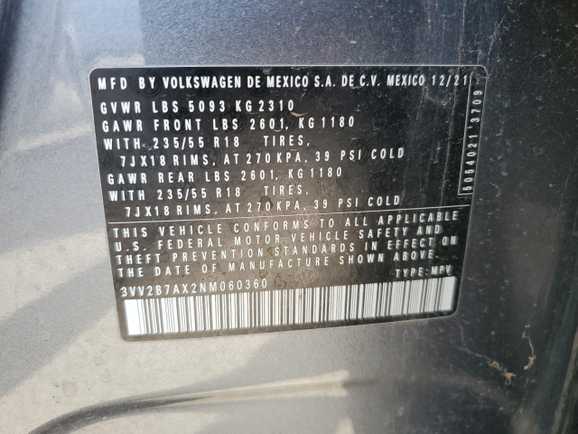 MFD BY VOLKSWAGEN DE MEXICO S.A. DE C.V. MEXICO 12/21
GVWR LBS 5093 KG 2310
GAWR FRONT LBS 2601, KG 1180
WITH 235/55 R18 TIRES,
7JX18 RIMS, AT 270 KPA, 39 PSI COLD
GAWR REAR LBS 2601, KG 1180
WITH 235/55 R18 TIRES,
7JX18 RIMS, AT 270 KPA, 39 PSI COLD
THIS VEHICLE CONFORMS TO ALL APPLICABLE
U.S. FEDERAL MOTOR VEHICLE SAFETY AND
THEFT PREVENTION STANDARDS IN EFFECT ON
THE DATE OF MANUFACTURE SHOWN ABOVE.
3VV2B7AX2NM060360 TYPE: MPV
5054021'3709